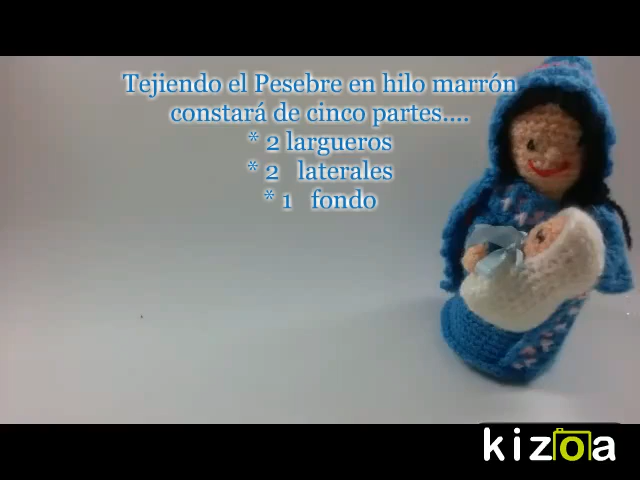 Tejiendo el Pesebre en hilo marrón
constará de cinco partes....
* 2 largueros
* 2 laterales
* 1 fondo
kizoa